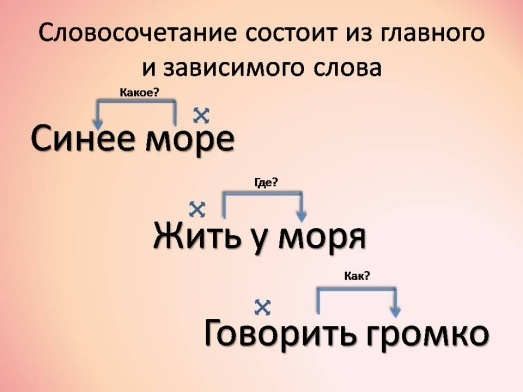 Словосочетание состоит из главного
и зависимого слова
Какое?
Синее море
Где?
Жить у моря
Как?
Говорить громко